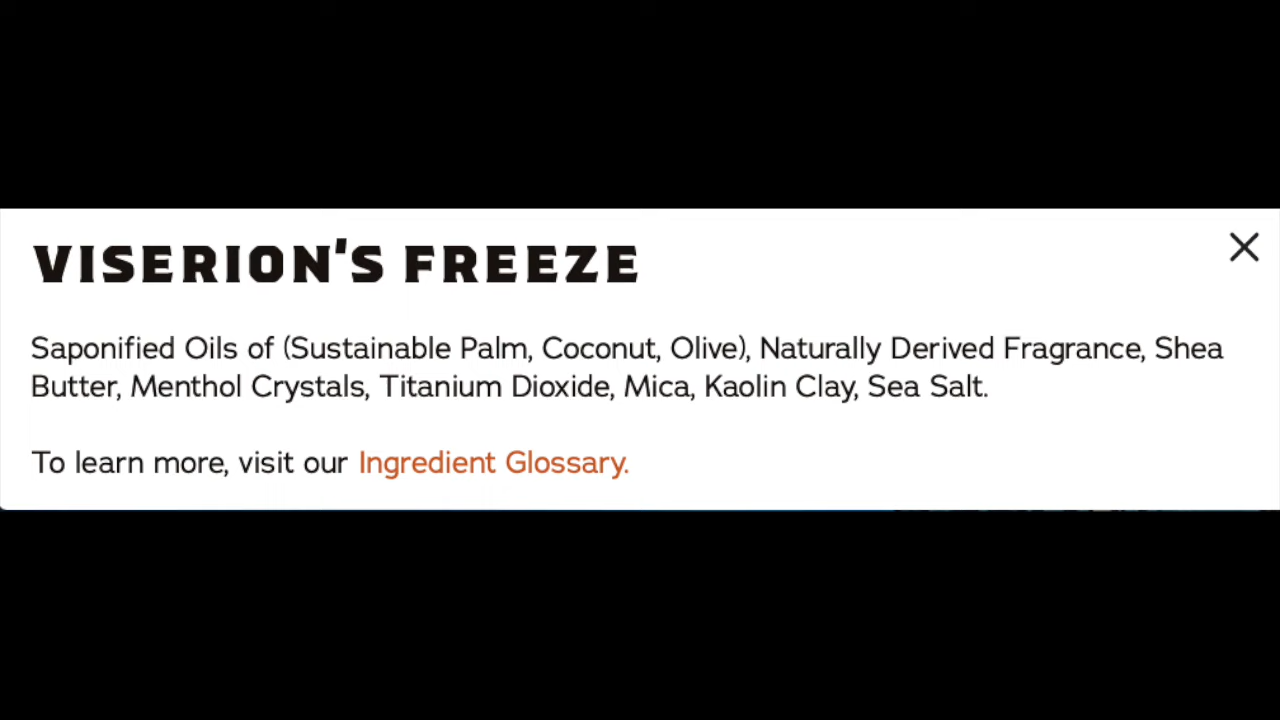 VISERION'S FREEZE
Saponified Oils of (Sustainable Palm, Coconut, Olive), Naturally Derived Fragrance, Shea
Butter, Menthol Crystals, Titanium Dioxide, Mica, Kaolin Clay, Sea Salt.
To learn more, visit our Ingredient Glossary.